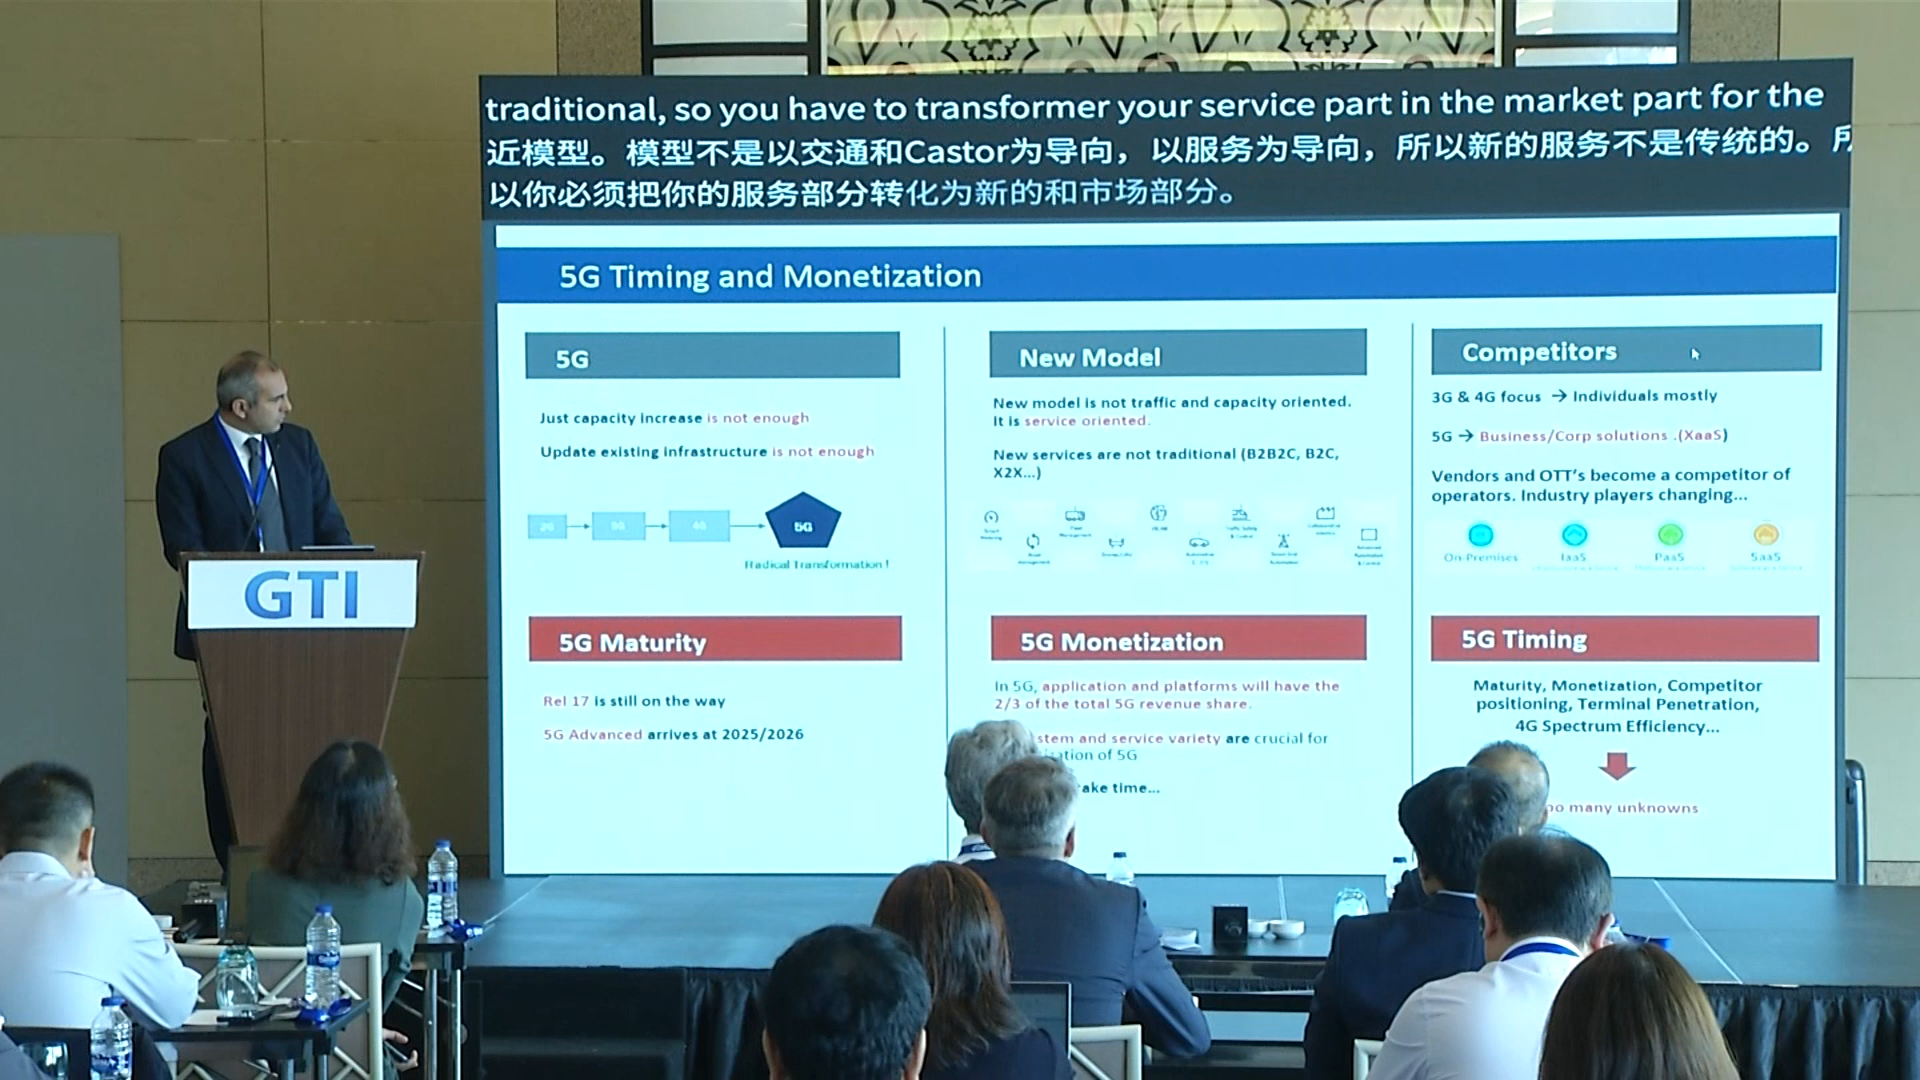 traditional, so you have to transformer your service part in the market part for the
近模型。模型不是以交通和Castor为导向，以服务为导向，所以新的服务不是传统的。所
以你必须把你的服务部分转化为新的和市场部分。
5G Timing and Monetization
5G
Just capacity increase is not enough
Update existing infrastructure is not enough
2G
3G
4G
5G
Radical Transformation !
New Model
New model is not traffic and capacity oriented.
It is service oriented.
New services are not traditional (B2B2C, B2C,
X2X...)
Competitors
3G & 4G focus → Individuals mostly
5G → Business/Corp solutions .(XaaS)
Vendors and OTT's become a competitor of
operators. Industry players changing...
On-Premises
IaaS
PaaS
SaaS
5G Maturity
Rel 17 is still on the way
5G Advanced arrives at 2025/2026
5G Monetization
In 5G, application and platforms will have the
2/3 of the total 5G revenue share.
stem and service variety are crucial for
ation of 5G
ake time...
5G Timing
Maturity, Monetization, Competitor
positioning, Terminal Penetration,
4G Spectrum Efficiency...
oo many unknowns
GTI